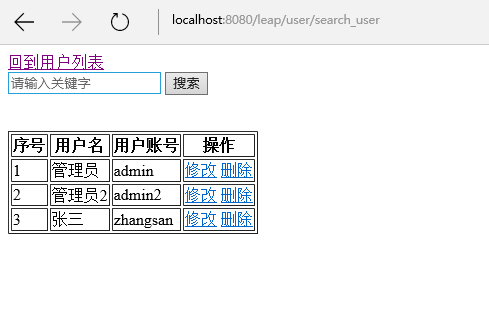 localhost:8080/leap/user/search_user
回到用户列表
请输入关键字 搜索
序号 用户名 用户账号 操作
1 管理员 admin 修改 删除
2 管理员2 admin2 修改 删除
3 张三 zhangsan 修改 删除